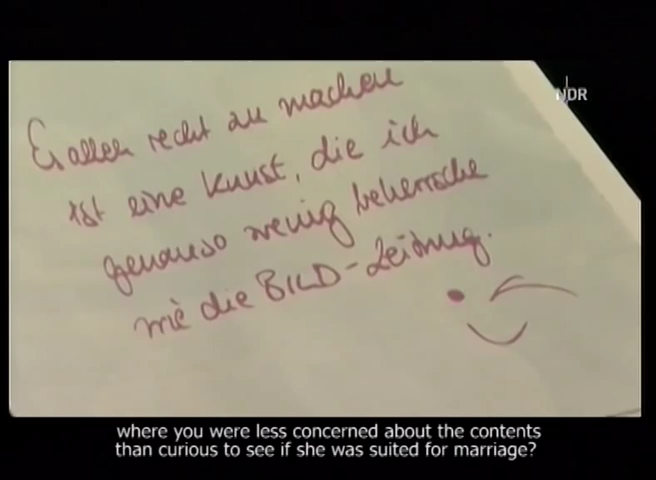 NDR
Es allen recht zu machen
ist eine Kunst, die ich
genauso wenig beherrsche
wie die BILD-Zeitung.
where you were less concerned about the contents
than curious to see if she was suited for marriage?